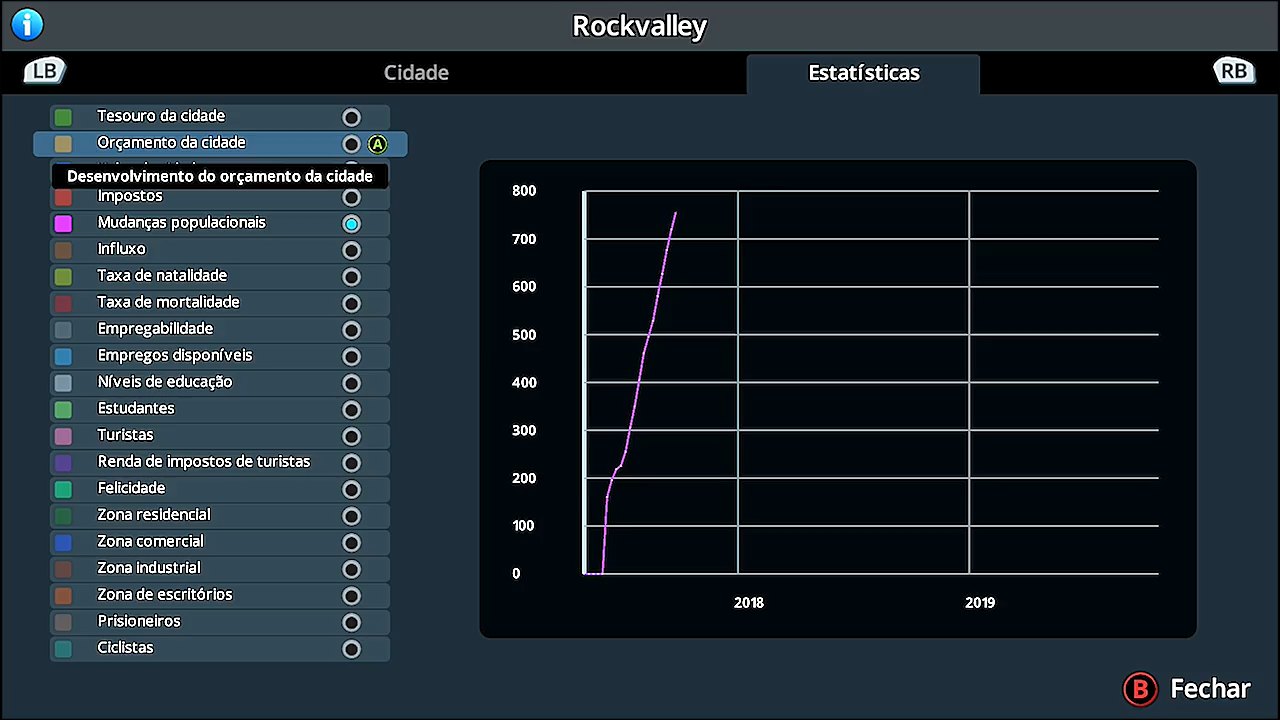 Rockvalley
LB
Cidade
Estatísticas
RB
Tesouro da cidade
Orçamento da cidade
A
Desenvolvimento do orçamento da cidade
Impostos
Mudanças populacionais
Influxo
Taxa de natalidade
Taxa de mortalidade
Empregabilidade
Empregos disponíveis
Níveis de educação
Estudantes
Turistas
Renda de impostos de turistas
Felicidade
Zona residencial
Zona comercial
Zona industrial
Zona de escritórios
Prisioneiros
Ciclistas
800
700
600
500
400
300
200
100
0
2018
2019
B Fechar